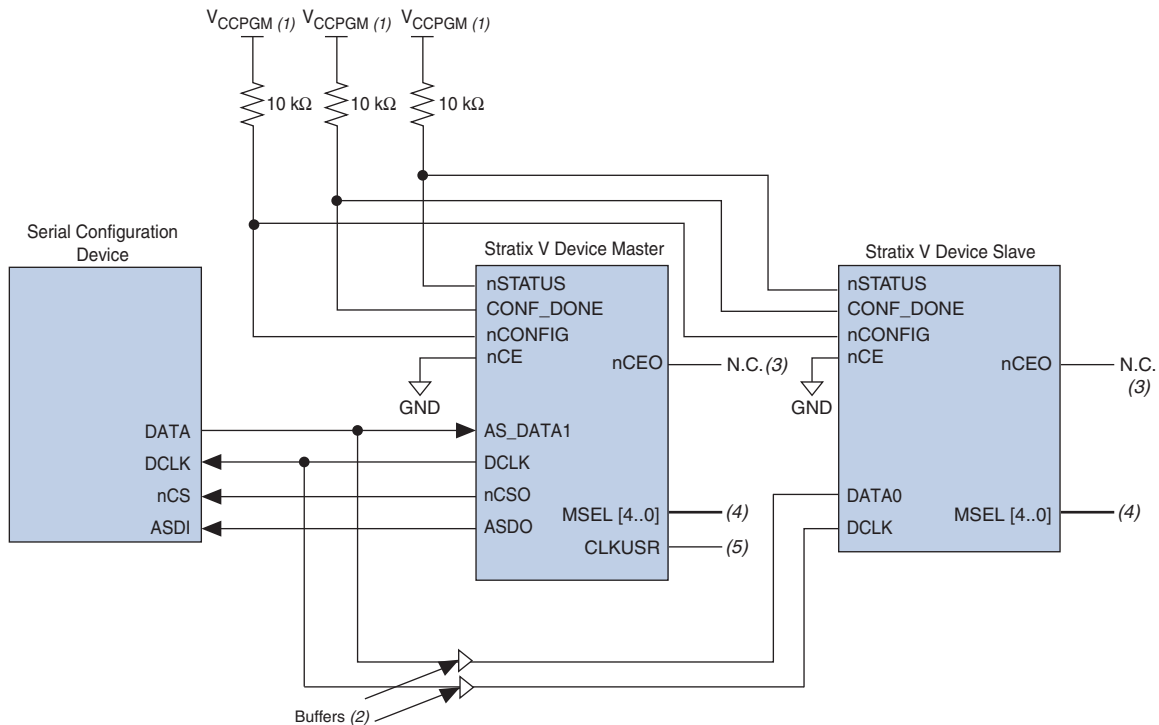 VCCPGM (1) VCCPGM (1) VCCPGM (1)
10 kΩ 10 kΩ 10 kΩ
Serial Configuration
Device
DATA
DCLK
nCS
ASDI
Stratix V Device Master
nSTATUS
CONF_DONE
nCONFIG
nCE
GND
nCEO
N.C. (3)
AS_DATA1
DCLK
nCSO
ASDO
MSEL [4..0]
(4)
CLKUSR
(5)
Stratix V Device Slave
nSTATUS
CONF_DONE
nCONFIG
nCE
GND
nCEO
N.C.
(3)
DATA0
DCLK
MSEL [4..0]
(4)
Buffers (2)